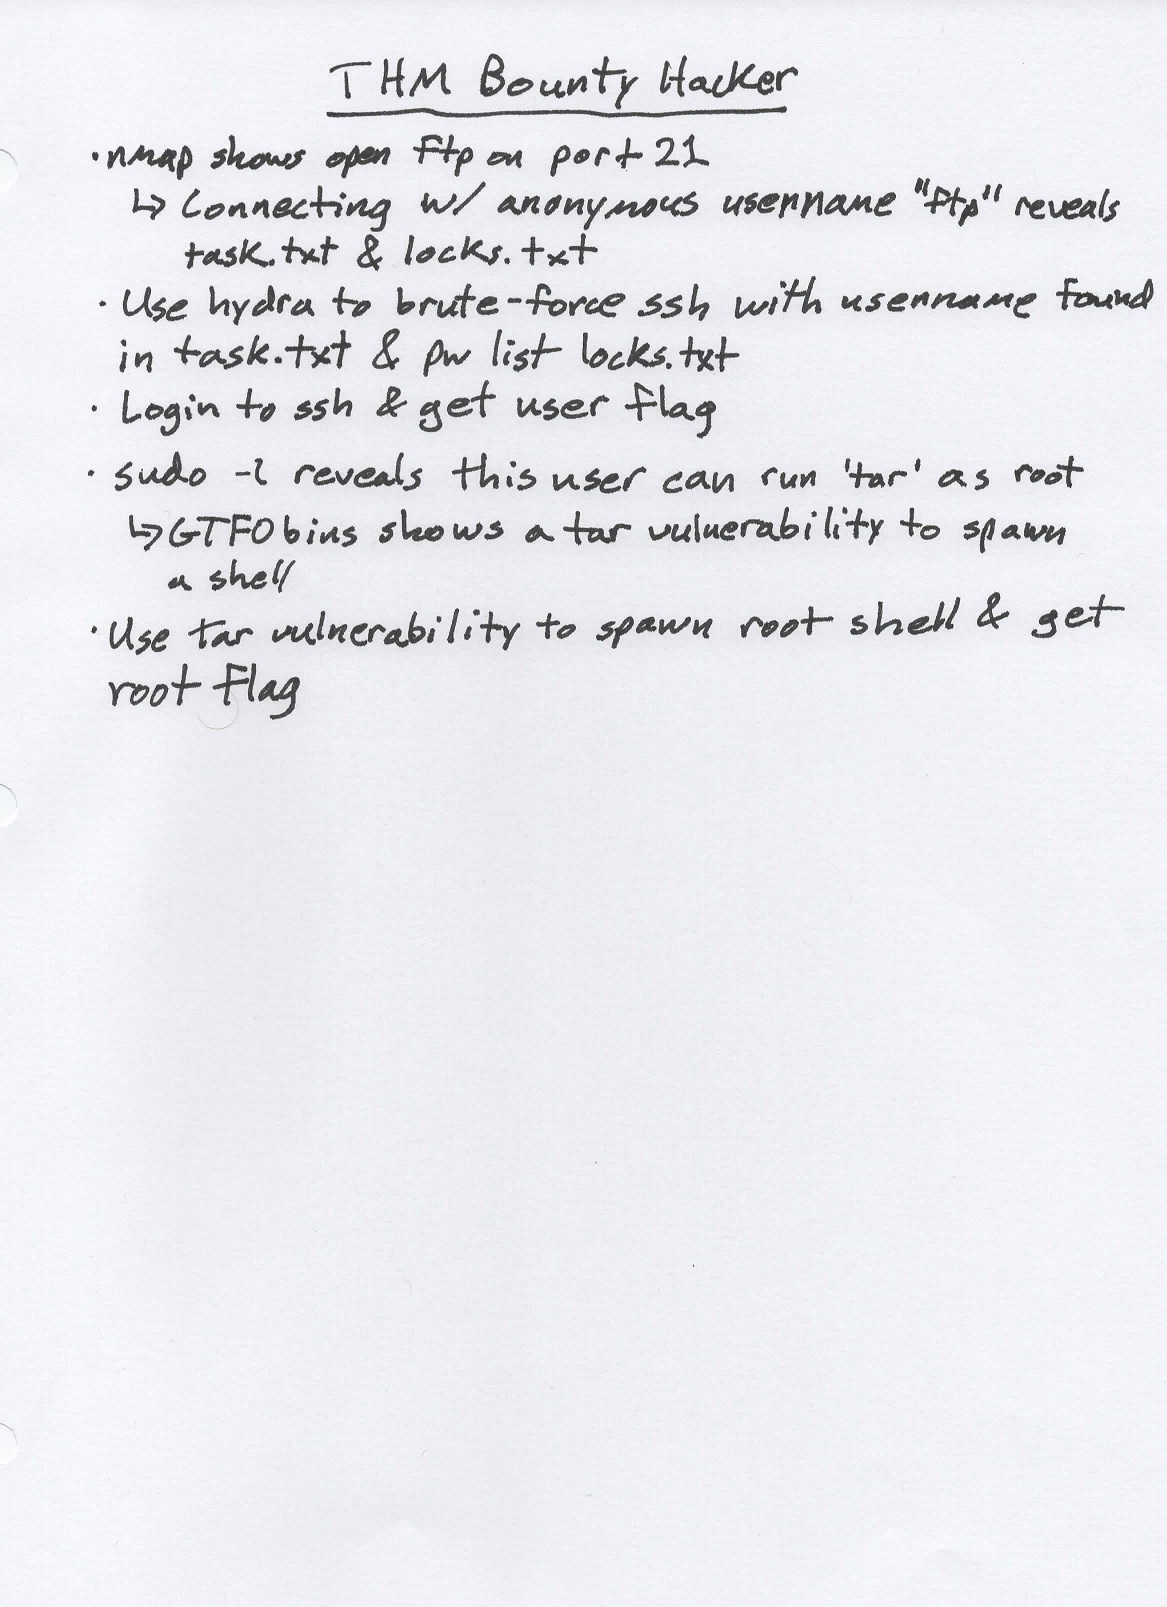 THM Bounty Hacker
• nmap shows open ftp on port 21
↳ Connecting w/ anonymous username "ftp" reveals
task.txt & locks.txt
• Use hydra to brute-force ssh with username found
in task.txt & pw list locks.txt
• Login to ssh & get user flag
• sudo -l reveals this user can run 'tar' as root
↳ GTFObins shows a tar vulnerability to spawn
a shell
• Use tar vulnerability to spawn root shell & get
root flag